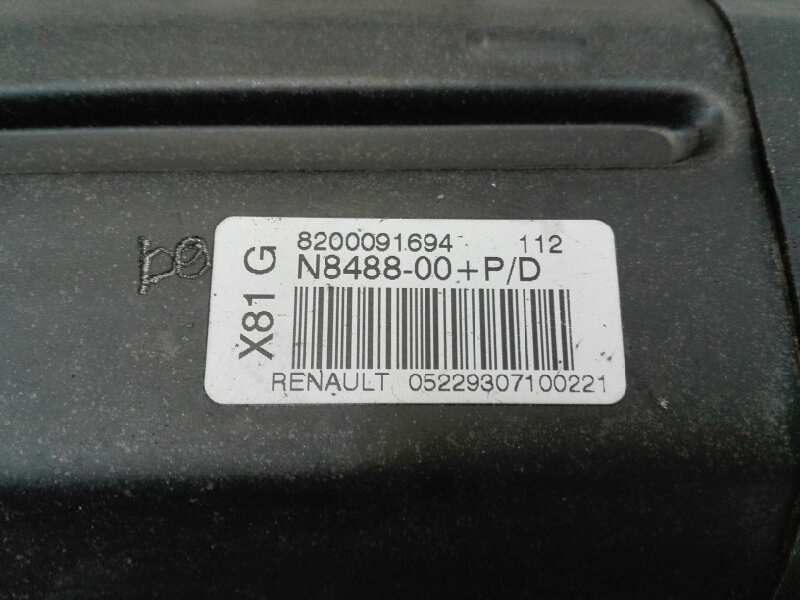 8200091694 112
N8488-00+P/D
X81 G
RENAULT 05229307100221